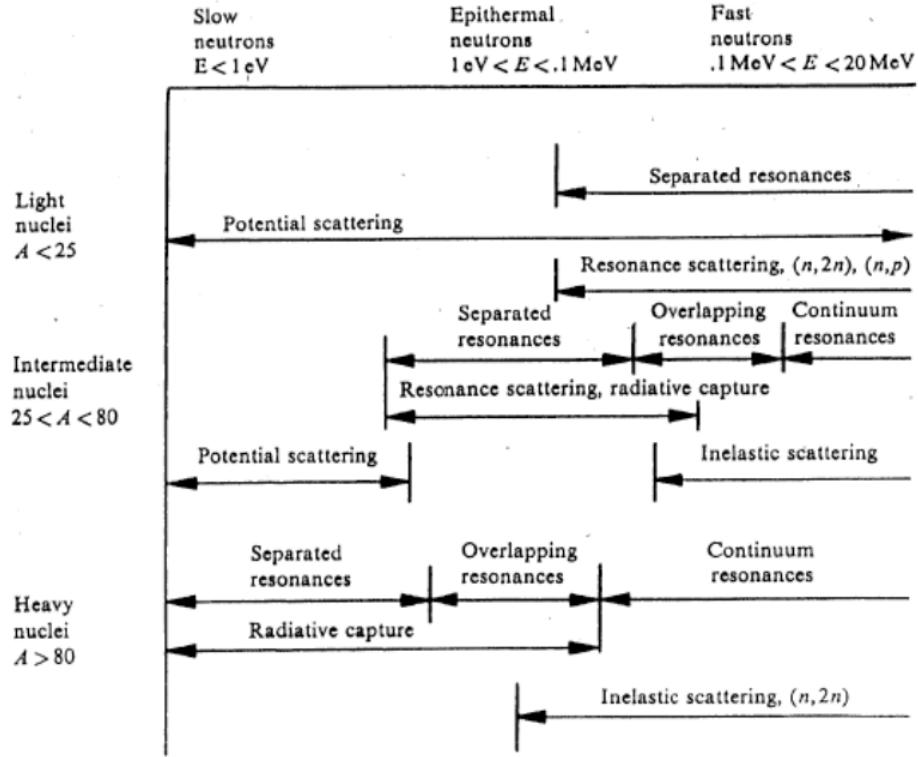 Slow
neutrons
E < 1 eV
Epithermal
neutrons
1 eV < E < .1 MeV
Fast
neutrons
.1 MeV < E < 20 MeV
Light
nuclei
A < 25
Separated resonances
Potential scattering
Resonance scattering, (n,2n), (n,p)
Intermediate
nuclei
25 < A < 80
Separated
resonances
Overlapping
resonances
Continuum
resonances
Resonance scattering, radiative capture
Potential scattering
Inelastic scattering
Heavy
nuclei
A > 80
Separated
resonances
Overlapping
resonances
Continuum
resonances
Radiative capture
Inelastic scattering, (n,2n)